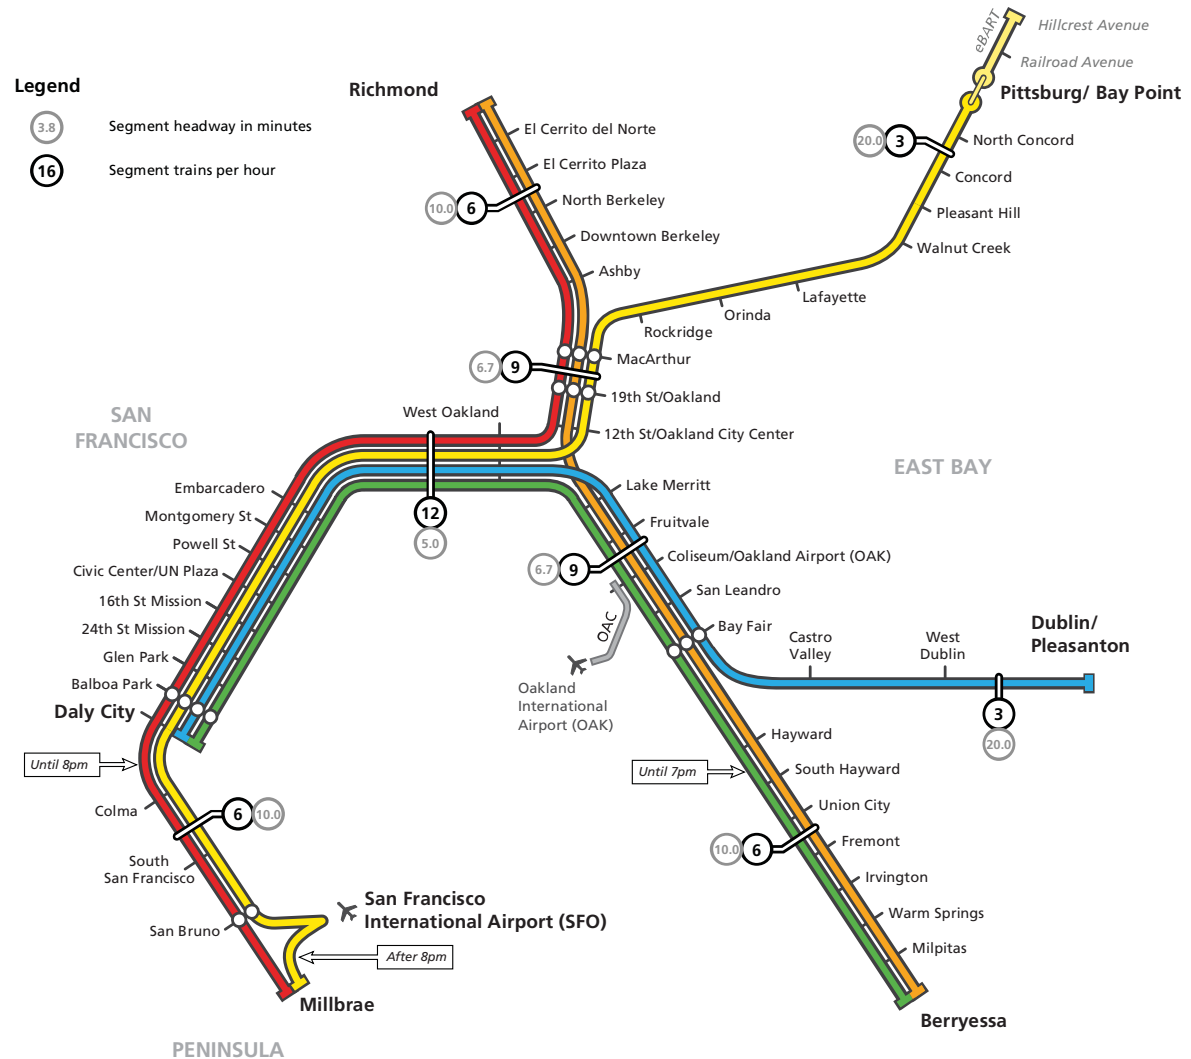 Legend
3.8 Segment headway in minutes
16 Segment trains per hour
Richmond
El Cerrito del Norte
El Cerrito Plaza
10.0 6
North Berkeley
Downtown Berkeley
Ashby
eBART
Hillcrest Avenue
Railroad Avenue
Pittsburg/ Bay Point
20.0 3
North Concord
Concord
Pleasant Hill
Walnut Creek
Lafayette
Orinda
Rockridge
MacArthur
6.7 9
19th St/Oakland
12th St/Oakland City Center
West Oakland
SAN
FRANCISCO
EAST BAY
12
5.0
Embarcadero
Montgomery St
Powell St
Civic Center/UN Plaza
16th St Mission
24th St Mission
Glen Park
Balboa Park
Daly City
Until 8pm
Colma
6 10.0
South
San Francisco
San Bruno
San Francisco
International Airport (SFO)
After 8pm
Millbrae
PENINSULA
Lake Merritt
Fruitvale
6.7 9
Coliseum/Oakland Airport (OAK)
San Leandro
Bay Fair
OAC
Oakland
International
Airport (OAK)
Castro
Valley
West
Dublin
Dublin/
Pleasanton
3
20.0
Hayward
Until 7pm
South Hayward
Union City
10.0 6
Fremont
Irvington
Warm Springs
Milpitas
Berryessa